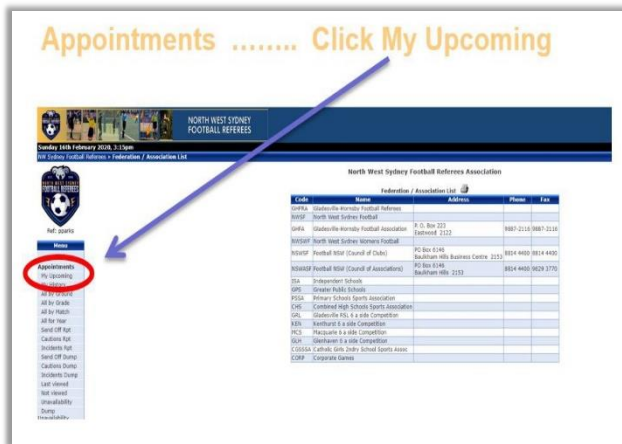 Appointments ........ Click My Upcoming
NORTH WEST SYDNEY
FOOTBALL REFEREES
Sunday 16th February 2020, 3:15pm
NW Sydney Football Referees » Federation / Association List
NORTH WEST SYDNEY
FOOTBALL REFEREES
Ref: pparks
Menu
Appointments
My Upcoming
All by Ground
All by Grade
All by Match
All for Year
Send Off Rpt
Cautions Rpt
Incidents Rpt
Send Off Dump
Cautions Dump
Incidents Dump
Last viewed
Not viewed
Unavailability
Dump
Unavailability
North West Sydney Football Referees Association
Federation / Association List
Code Name Address Phone Fax
GHFRA Gladesville-Hornsby Football Referees
NWSF North West Sydney Football
GHFA Gladesville-Hornsby Football Association P. O. Box 223 Eastwood 2122 9887-2116 9887-2116
NWSWF North West Sydney Womens Football
NSWSF Football NSW (Council of Clubs) PO Box 6146 Baulkham Hills Business Centre 2153 8814 4400 8814 4400
NSWASF Football NSW (Council of Associations) PO Box 6146 Baulkham Hills 2153 8814 4400 9629 3770
ISA Independent Schools
GPS Greater Public Schools
PSSA Primary Schools Sports Association
CHS Combined High Schools Sports Association
GRL Gladesville RSL 6 a side Competition
KEN Kenthurst 6 a side Competition
MCS Macquarie 6 a side Competition
GLH Glenhaven 6 a side Competition
CGSSSA Catholic Girls 2ndry School Sports Assoc
CORP Corporate Games